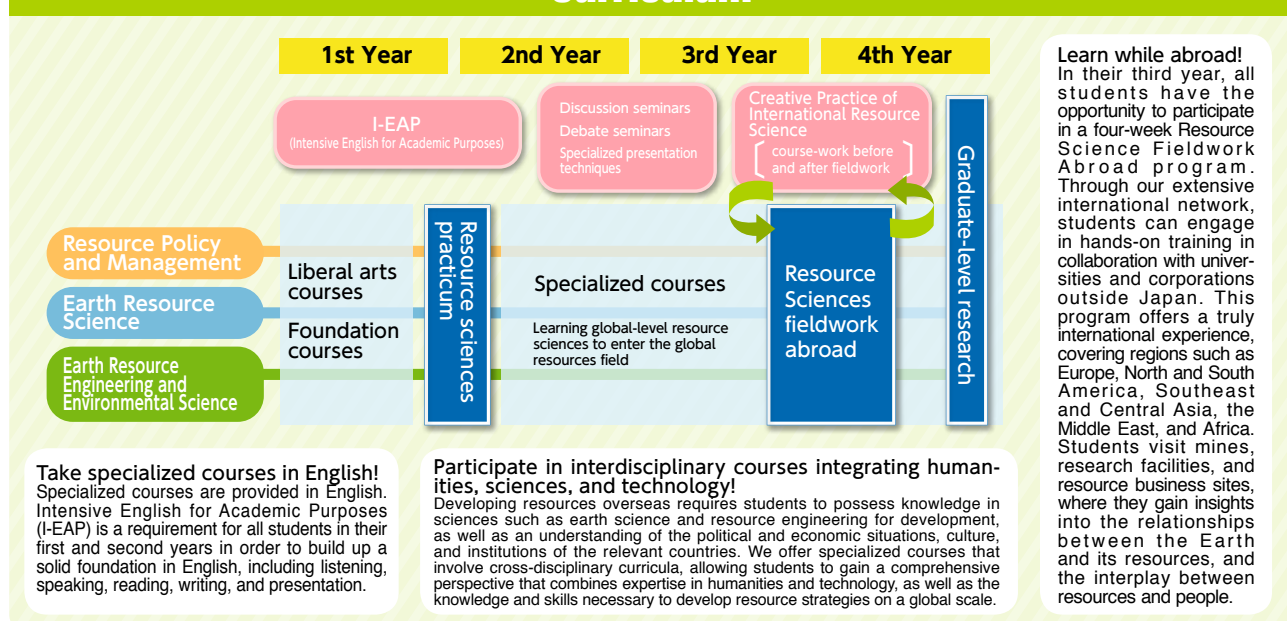 Curriculum
1st Year
2nd Year
3rd Year
4th Year
I-EAP
(Intensive English for Academic Purposes)
Discussion seminars
Debate seminars
Specialized presentation
techniques
Creative Practice of
International Resource
Science
[ course-work before
and after fieldwork ]
Graduate-level research
Resource Policy
and Management
Earth Resource
Science
Earth Resource
Engineering and
Environmental Science
Liberal arts
courses
Foundation
courses
Resource sciences
practicum
Specialized courses
Learning global-level resource
sciences to enter the global
resources field
Resource
Sciences
fieldwork
abroad
Take specialized courses in English!
Specialized courses are provided in English.
Intensive English for Academic Purposes
(I-EAP) is a requirement for all students in their
first and second years in order to build up a
solid foundation in English, including listening,
speaking, reading, writing, and presentation.
Participate in interdisciplinary courses integrating human-
ities, sciences, and technology!
Developing resources overseas requires students to possess knowledge in
sciences such as earth science and resource engineering for development,
as well as an understanding of the political and economic situations, culture,
and institutions of the relevant countries. We offer specialized courses that
involve cross-disciplinary curricula, allowing students to gain a comprehensive
perspective that combines expertise in humanities and technology, as well as the
knowledge and skills necessary to develop resource strategies on a global scale.
Learn while abroad!
In their third year, all
students have the
opportunity to participate
in a four-week Resource
Science Fieldwork
Abroad program.
Through our extensive
international network,
students can engage
in hands-on training in
collaboration with univer-
sities and corporations
outside Japan. This
program offers a truly
international experience,
covering regions such as
Europe, North and South
America, Southeast
and Central Asia, the
Middle East, and Africa.
Students visit mines,
research facilities, and
resource business sites,
where they gain insights
into the relationships
between the Earth
and its resources, and
the interplay between
resources and people.